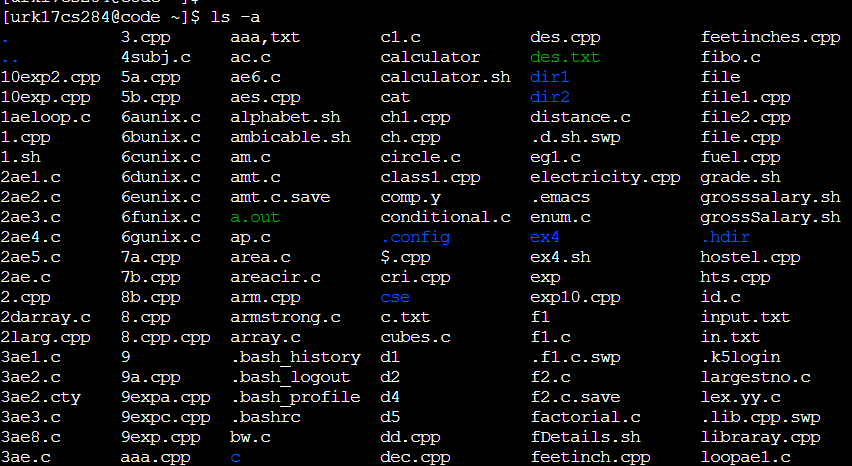 [urk17cs284@code ~]$
[urk17cs284@code ~]$ ls -a
. 3.cpp aaa,txt c1.c des.cpp feetinches.cpp
.. 4subj.c ac.c calculator des.txt fibo.c
10exp2.cpp 5a.cpp ae6.c calculator.sh dir1 file
10exp.cpp 5b.cpp aes.cpp cat dir2 file1.cpp
1aeloop.c 6aunix.c alphabet.sh ch1.cpp distance.c file2.cpp
1.cpp 6bunix.c ambicable.sh ch.cpp .d.sh.swp file.cpp
1.sh 6cunix.c am.c circle.c eg1.c fuel.cpp
2ae1.c 6dunix.c amt.c class1.cpp electricity.cpp grade.sh
2ae2.c 6eunix.c amt.c.save comp.y .emacs grosssalary.sh
2ae3.c 6funix.c a.out conditional.c enum.c grossSalary.sh
2ae4.c 6gunix.c ap.c .config ex4 .hdir
2ae5.c 7a.cpp area.c $.cpp ex4.sh hostel.cpp
2ae.c 7b.cpp areacir.c cri.cpp exp hts.cpp
2.cpp 8b.cpp arm.cpp cse exp10.cpp id.c
2darray.c 8.cpp armstrong.c c.txt f1 input.txt
2larg.cpp 8.cpp.cpp array.c cubes.c f1.c in.txt
3ae1.c 9 .bash_history d1 .f1.c.swp .k5login
3ae2.c 9a.cpp .bash_logout d2 f2.c largestno.c
3ae2.cty 9expa.cpp .bash_profile d4 f2.c.save lex.yy.c
3ae3.c 9expc.cpp .bashrc d5 factorial.c .lib.cpp.swp
3ae8.c 9exp.cpp bw.c dd.cpp fDetails.sh libraray.cpp
3ae.c aaa.cpp c dec.cpp feetinch.cpp loopae1.c